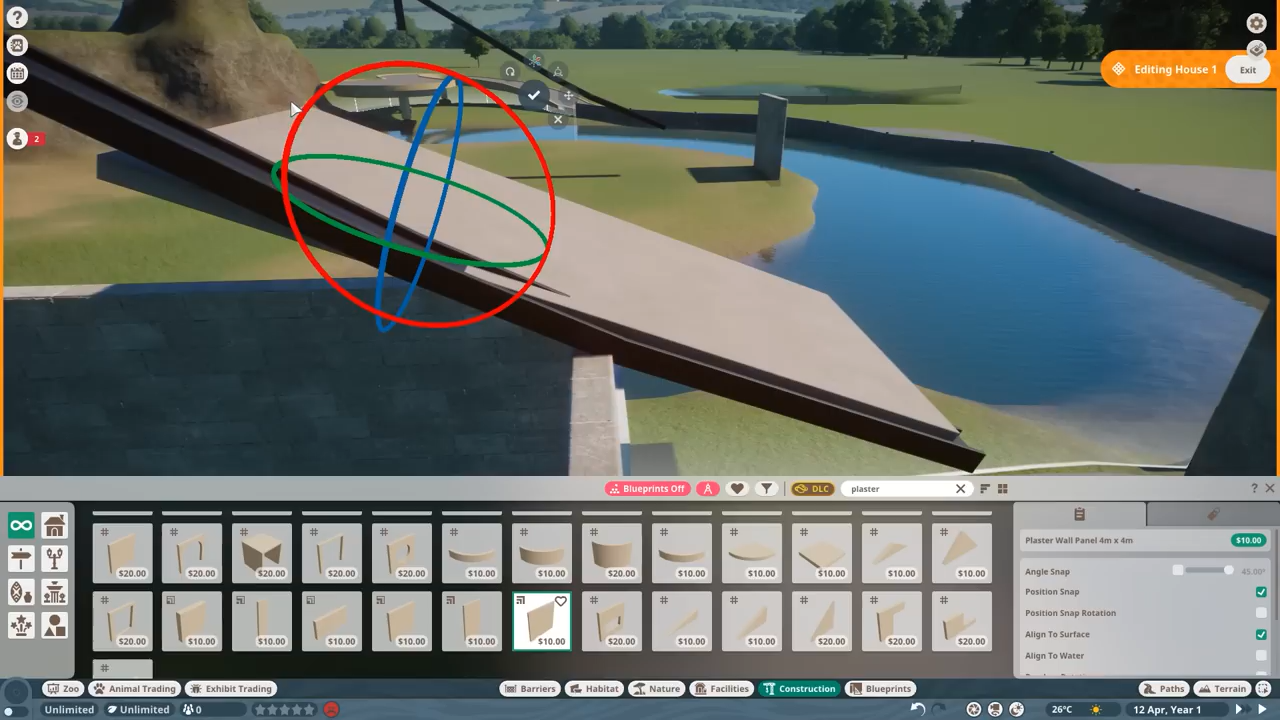 ?
2
Editing House 1
Exit
Blueprints Off
DLC
plaster
?
$20.00 $20.00 $20.00 $20.00 $20.00 $10.00 $10.00 $20.00 $10.00 $10.00 $10.00 $10.00 $10.00
$20.00 $10.00 $10.00 $10.00 $10.00 $10.00 $10.00 $20.00 $10.00 $10.00 $20.00 $20.00 $20.00
Plaster Wall Panel 4m x 4m $10.00
Angle Snap 45.00°
Position Snap
Position Snap Rotation
Align To Surface
Align To Water
Zoo Animal Trading Exhibit Trading Barriers Habitat Nature Facilities Construction Blueprints Paths Terrain
Unlimited Unlimited 0 26°C 12 Apr, Year 1